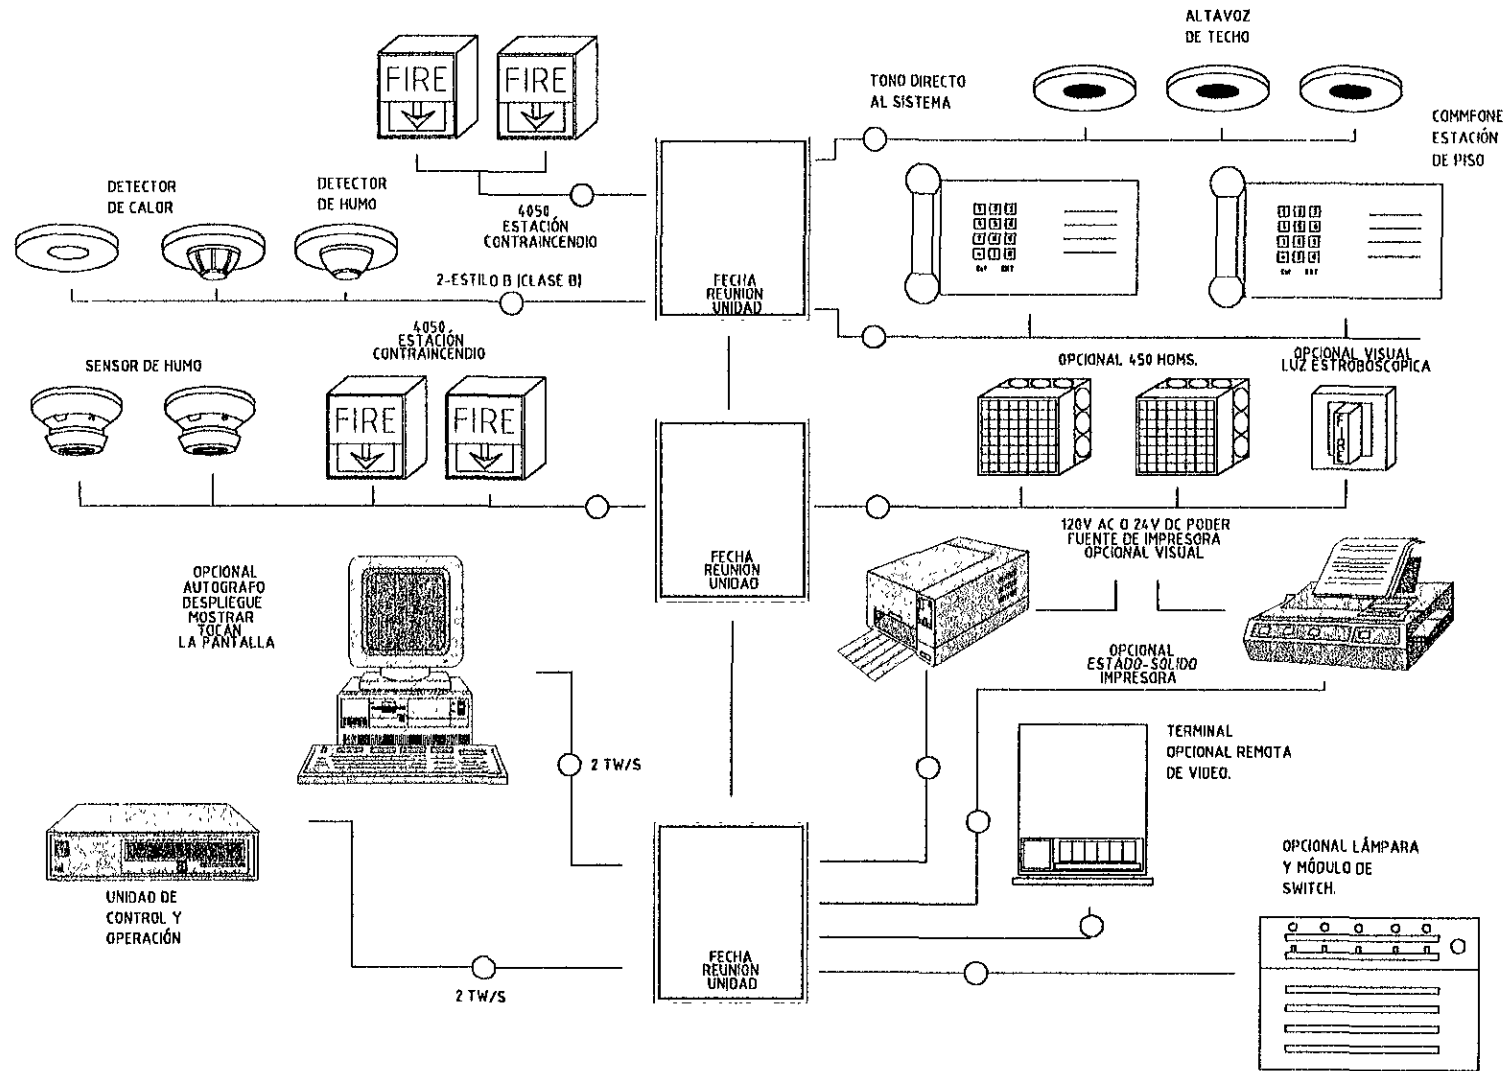 ALTAVOZ
DE TECHO
FIRE
FIRE
TONO DIRECTO
AL SISTEMA
COMMFONE
ESTACIÓN
DE PISO
DETECTOR
DE CALOR
DETECTOR
DE HUMO
4050,
ESTACIÓN
CONTRAINCENDIO
2-ESTILO B (CLASE B)
FECHA
REUNION
UNIDAD
SENSOR DE HUMO
4050,
ESTACIÓN
CONTRAINCENDIO
FIRE
FIRE
OPCIONAL 450 HOMS.
OPCIONAL VISUAL
LUZ ESTROBOSCOPICA
FIRE
FECHA
REUNION
UNIDAD
120V AC O 24V DC PODER
FUENTE DE IMPRESORA
OPCIONAL VISUAL
OPCIONAL
AUTOGRAFO
DESPLIEGUE
MOSTRAR
TOCAN
LA PANTALLA
OPCIONAL
ESTADO-SOLIDO
IMPRESORA
2 TW/S
TERMINAL
OPCIONAL REMOTA
DE VIDEO.
UNIDAD DE
CONTROL Y
OPERACIÓN
2 TW/S
FECHA
REUNION
UNIDAD
OPCIONAL LÁMPARA
Y MÓDULO DE
SWITCH.